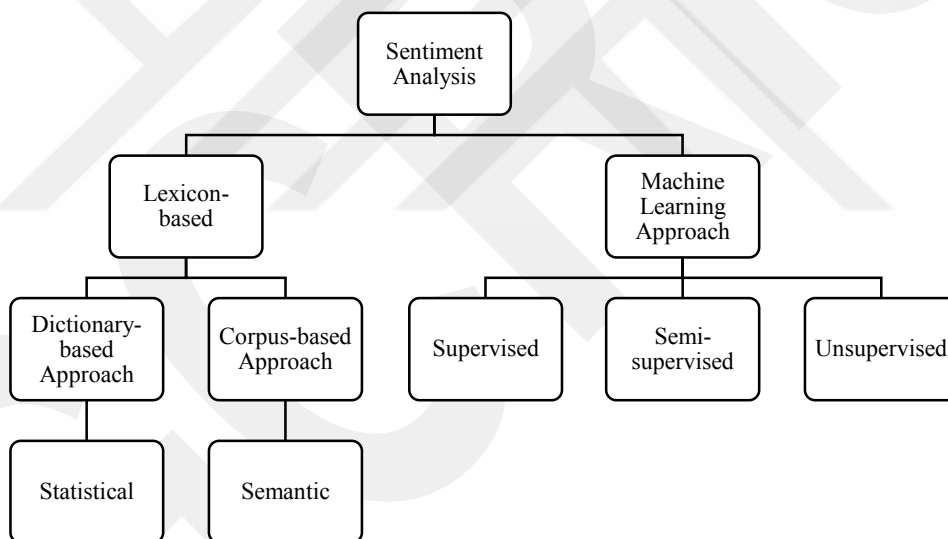 Sentiment
Analysis
Lexicon-
based
Machine
Learning
Approach
Dictionary-
based
Approach
Corpus-based
Approach
Supervised
Semi-
supervised
Unsupervised
Statistical
Semantic